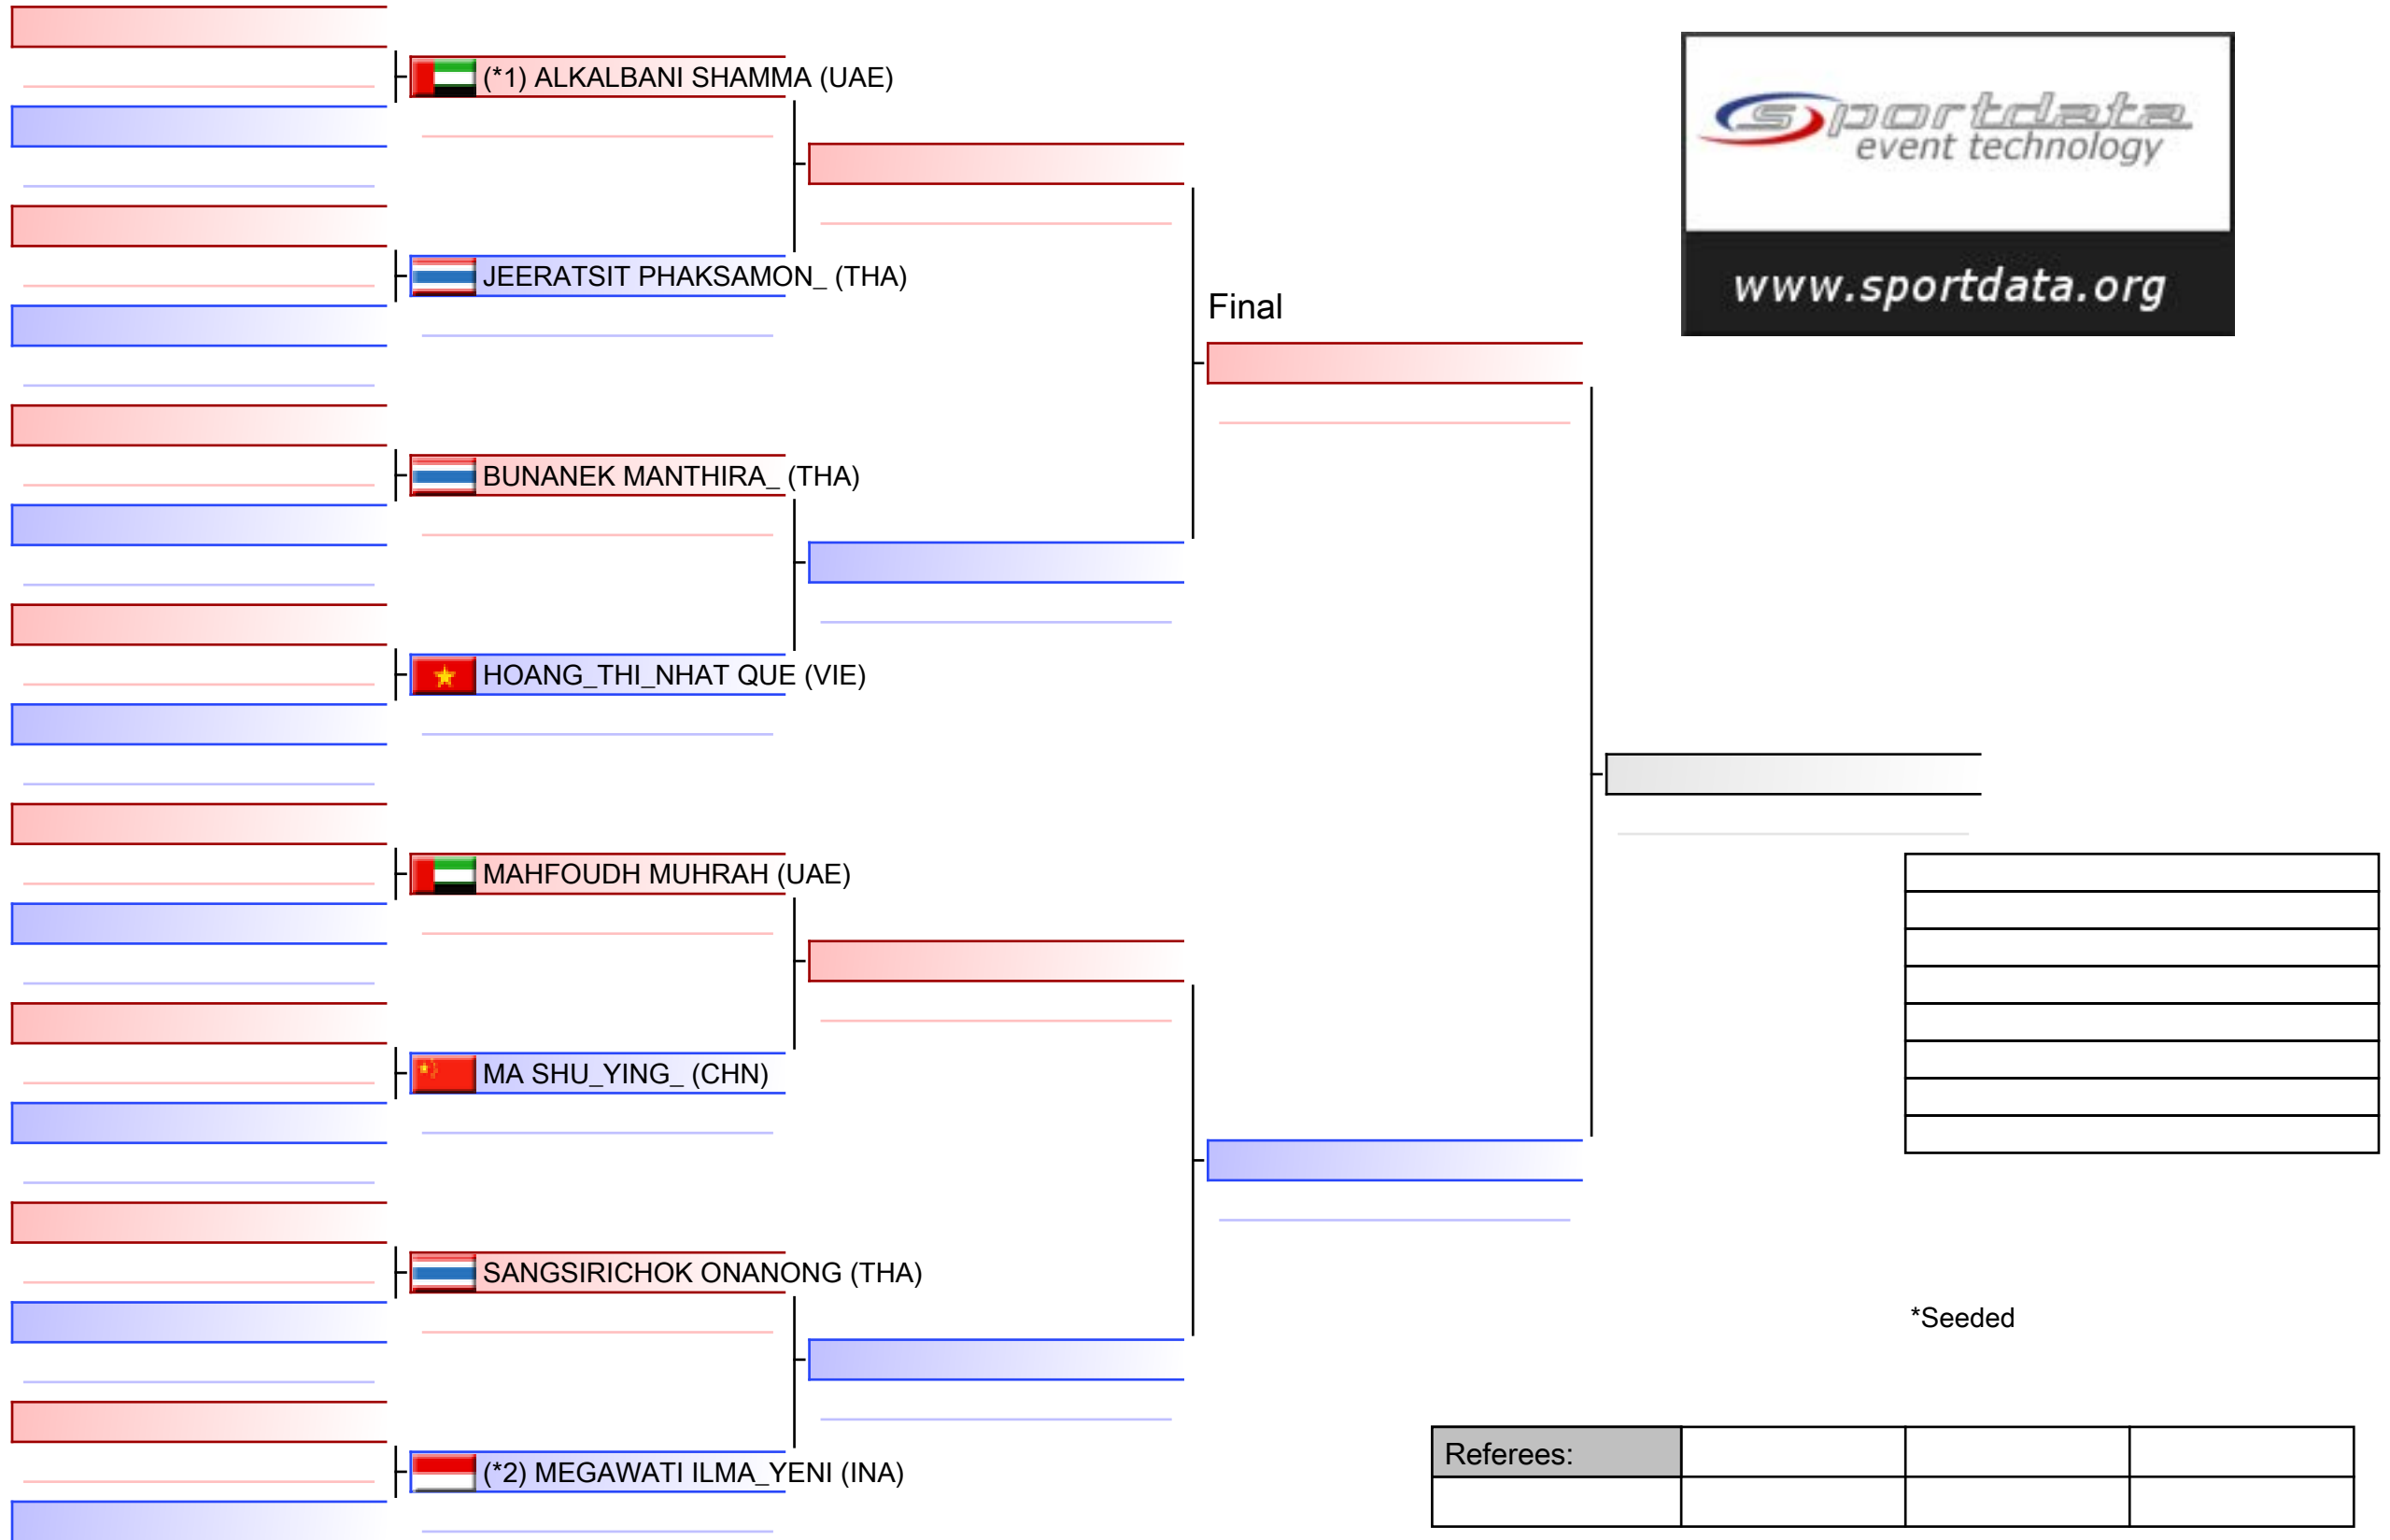 (*1) ALKALBANI SHAMMA (UAE)
sportdata
event technology
www.sportdata.org
JEERATSIT PHAKSAMON_ (THA)
Final
BUNANEK MANTHIRA_ (THA)
HOANG_THI_NHAT QUE (VIE)
MAHFOUDH MUHRAH (UAE)
MA SHU_YING_ (CHN)
SANGSIRICHOK ONANONG (THA)
*Seeded
(*2) MEGAWATI ILMA_YENI (INA)
Referees: